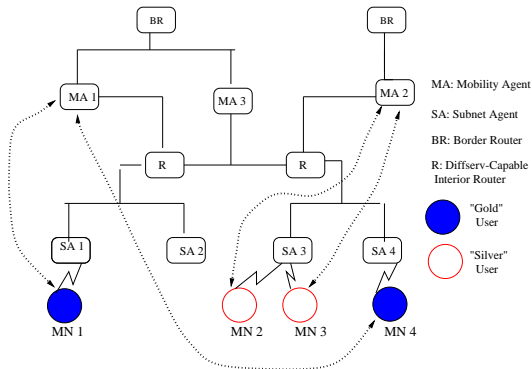 BR
BR
MA 1
MA 3
MA 2
MA: Mobility Agent
SA: Subnet Agent
BR: Border Router
R: Diffserv-Capable
Interior Router
R
R
"Gold"
User
SA 1
SA 2
SA 3
SA 4
"Silver"
User
MN 1
MN 2
MN 3
MN 4